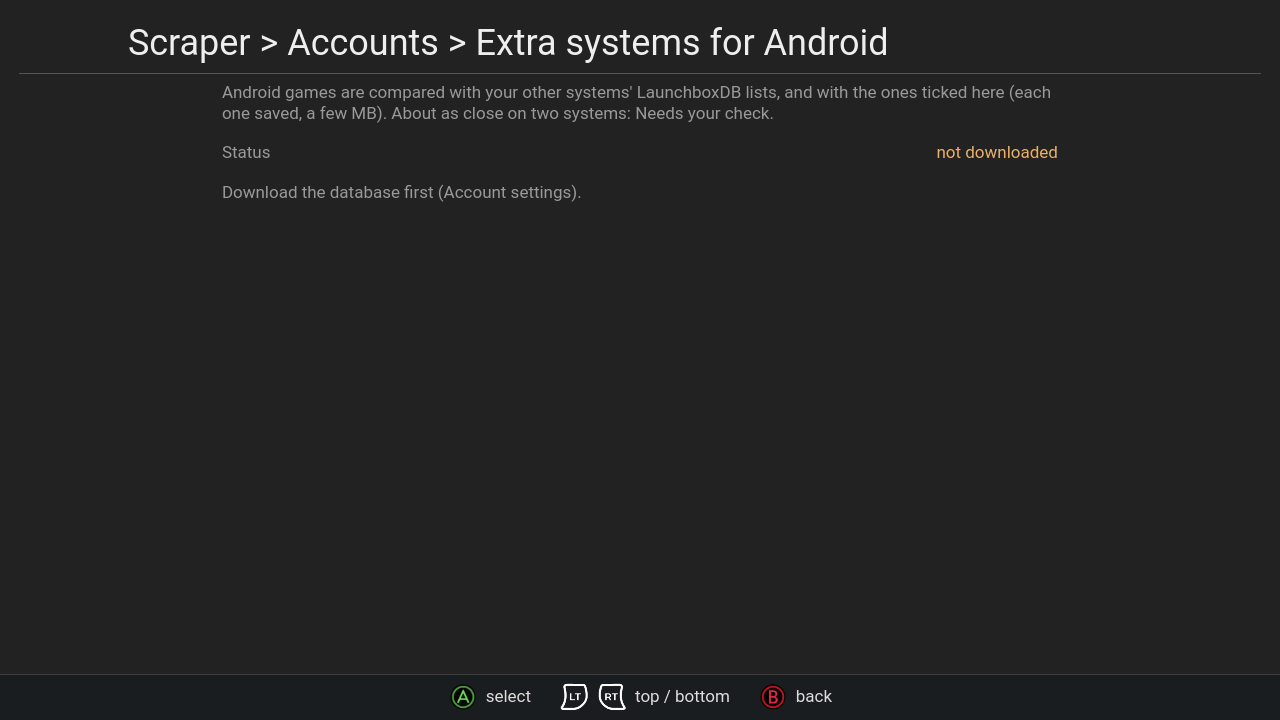 Scraper > Accounts > Extra systems for Android
Android games are compared with your other systems' LaunchboxDB lists, and with the ones ticked here (each
one saved, a few MB). About as close on two systems: Needs your check.
Status not downloaded
Download the database first (Account settings).
A select LT RT top / bottom B back